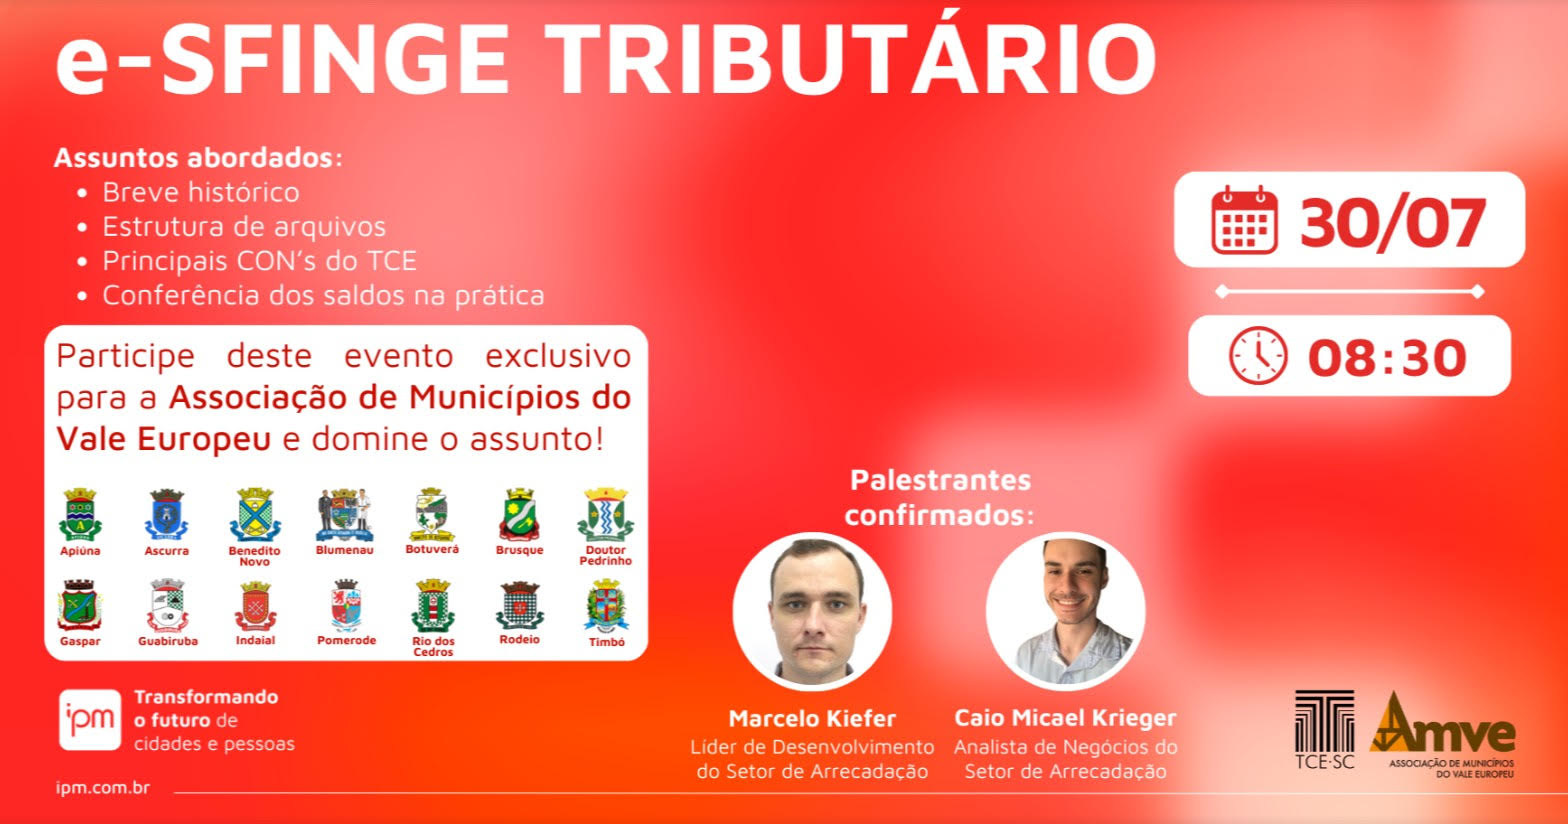 e-SFINGE TRIBUTÁRIO
Assuntos abordados:
• Breve histórico
• Estrutura de arquivos
• Principais CON’s do TCE
• Conferência dos saldos na prática
30/07
08:30
Participe deste evento exclusivo
para a Associação de Municípios do
Vale Europeu e domine o assunto!
Apiúna
Ascurra
Benedito
Novo
Blumenau
Botuverá
Brusque
Doutor
Pedrinho
Gaspar
Guabiruba
Indaial
Pomerode
Rio dos
Cedros
Rodeio
Timbó
Palestrantes
confirmados:
Marcelo Kiefer
Líder de Desenvolvimento
do Setor de Arrecadação
Caio Micael Krieger
Analista de Negócios do
Setor de Arrecadação
ipm
Transformando
o futuro de
cidades e pessoas
ipm.com.br
TCE·SC
Amve
ASSOCIAÇÃO DE MUNICÍPIOS
DO VALE EUROPEU